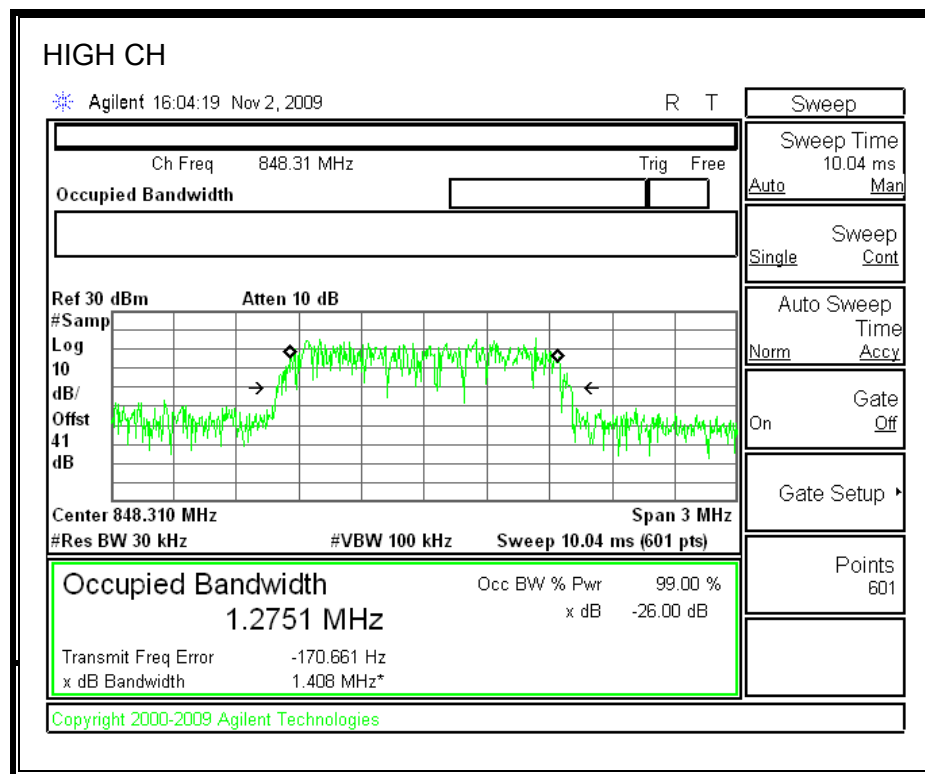 HIGH CH
Agilent 16:04:19 Nov 2, 2009 R T
Sweep
Ch Freq 848.31 MHz Trig Free
Occupied Bandwidth
Sweep Time
10.04 ms
Auto Man
Sweep
Single Cont
Ref 30 dBm Atten 10 dB
#Samp
Log
10
dB/
Offst
41
dB
Auto Sweep
Time
Norm Accy
Gate
On Off
Gate Setup
Center 848.310 MHz Span 3 MHz
#Res BW 30 kHz #VBW 100 kHz Sweep 10.04 ms (601 pts)
Points
601
Occupied Bandwidth Occ BW % Pwr 99.00 %
1.2751 MHz x dB -26.00 dB
Transmit Freq Error -170.661 Hz
x dB Bandwidth 1.408 MHz*
Copyright 2000-2009 Agilent Technologies